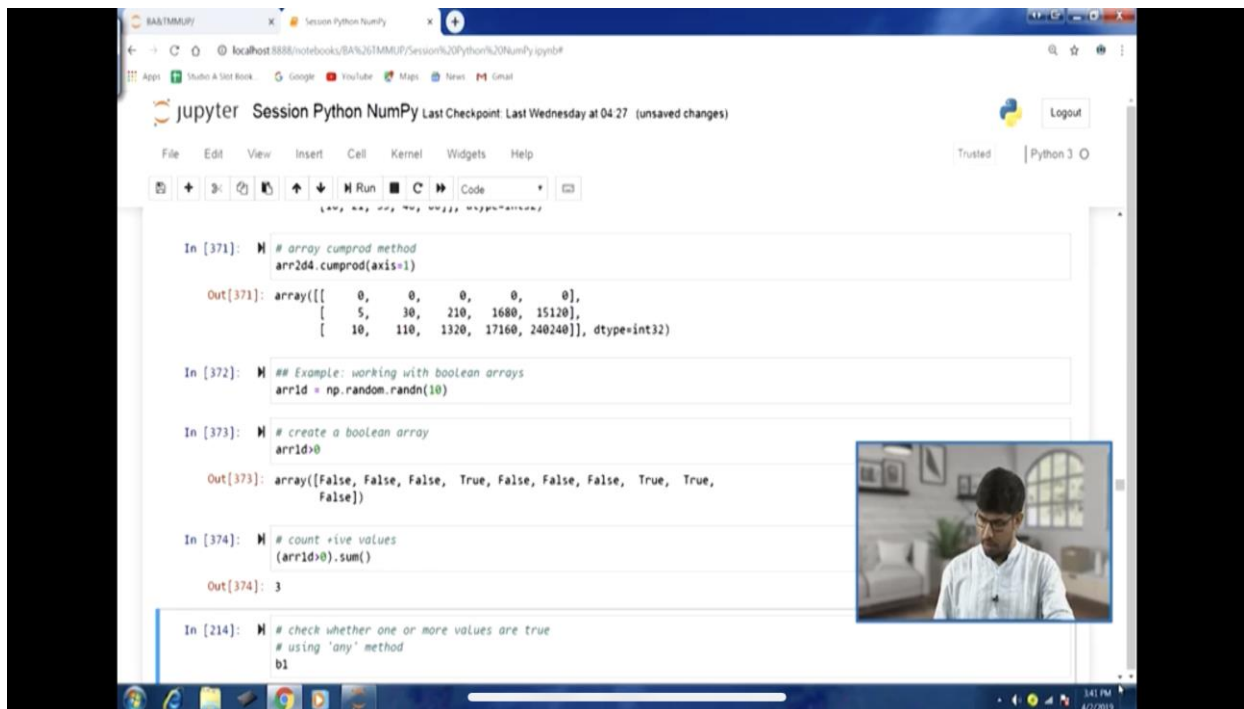 BA&TMMUP/
Session Python NumPy
localhost:8888/notebooks/BA%26TMMUP/Session%20Python%20NumPy.ipynb#
Apps Studio A Slot Book... Google YouTube Maps News Gmail
jupyter Session Python NumPy Last Checkpoint: Last Wednesday at 04:27 (unsaved changes)
Logout
File Edit View Insert Cell Kernel Widgets Help
Trusted Python 3
Run Code
In [371]: # array cumprod method
arr2d4.cumprod(axis=1)
Out[371]: array([[ 0, 0, 0, 0, 0],
[ 5, 30, 210, 1680, 15120],
[ 10, 110, 1320, 17160, 240240]], dtype=int32)
In [372]: ## Example: working with boolean arrays
arr1d = np.random.randn(10)
In [373]: # create a boolean array
arr1d>0
Out[373]: array([False, False, False, True, False, False, False, True, True,
False])
In [374]: # count +ive values
(arr1d>0).sum()
Out[374]: 3
In [214]: # check whether one or more values are true
# using 'any' method
b1
3:41 PM
4/2/2019